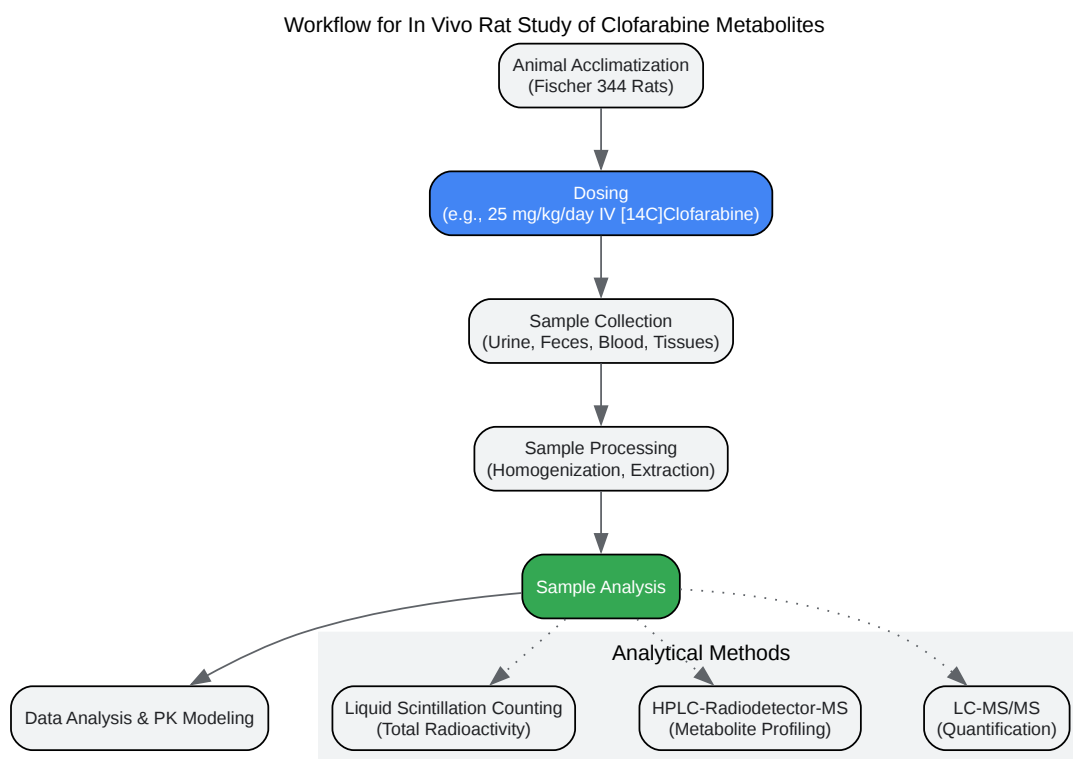 Workflow for In Vivo Rat Study of Clofarabine Metabolites
Animal Acclimatization
(Fischer 344 Rats)
Dosing
(e.g., 25 mg/kg/day IV [14C]Clofarabine)
Sample Collection
(Urine, Feces, Blood, Tissues)
Sample Processing
(Homogenization, Extraction)
Sample Analysis
Analytical Methods
Data Analysis & PK Modeling
Liquid Scintillation Counting
(Total Radioactivity)
HPLC-Radiodetector-MS
(Metabolite Profiling)
LC-MS/MS
(Quantification)